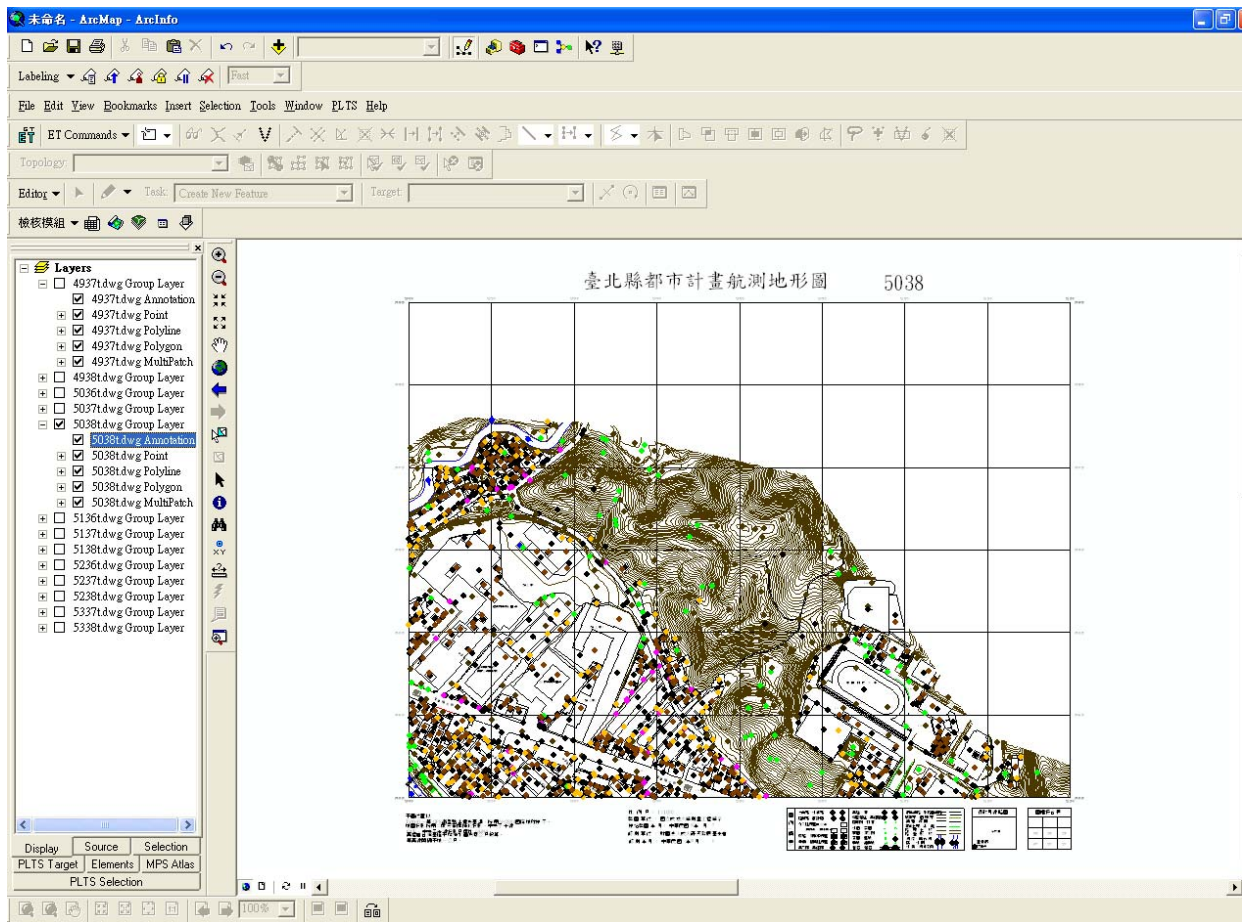 未命名 - ArcMap - ArcInfo
Labeling Fast
File Edit View Bookmarks Insert Selection Tools Window PLTS Help
ET Commands
Topology:
Editor Task: Create New Feature Target:
檢核模組
Layers
4937t.dwg Group Layer
4937t.dwg Annotation
4937t.dwg Point
4937t.dwg Polyline
4937t.dwg Polygon
4937t.dwg MultiPatch
4938t.dwg Group Layer
5036t.dwg Group Layer
5037t.dwg Group Layer
5038t.dwg Group Layer
5038t.dwg Annotation
5038t.dwg Point
5038t.dwg Polyline
5038t.dwg Polygon
5038t.dwg MultiPatch
5136t.dwg Group Layer
5137t.dwg Group Layer
5138t.dwg Group Layer
5236t.dwg Group Layer
5237t.dwg Group Layer
5238t.dwg Group Layer
5337t.dwg Group Layer
5338t.dwg Group Layer
Display Source Selection
PLTS Target Elements MPS Atlas
PLTS Selection
臺北縣都市計畫航測地形圖 5038
100%